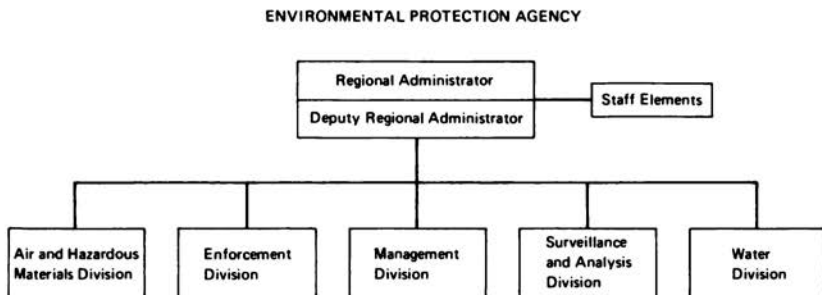 ENVIRONMENTAL PROTECTION AGENCY
Regional Administrator
Deputy Regional Administrator
Staff Elements
Air and Hazardous
Materials Division
Enforcement
Division
Management
Division
Surveillance
and Analysis
Division
Water
Division